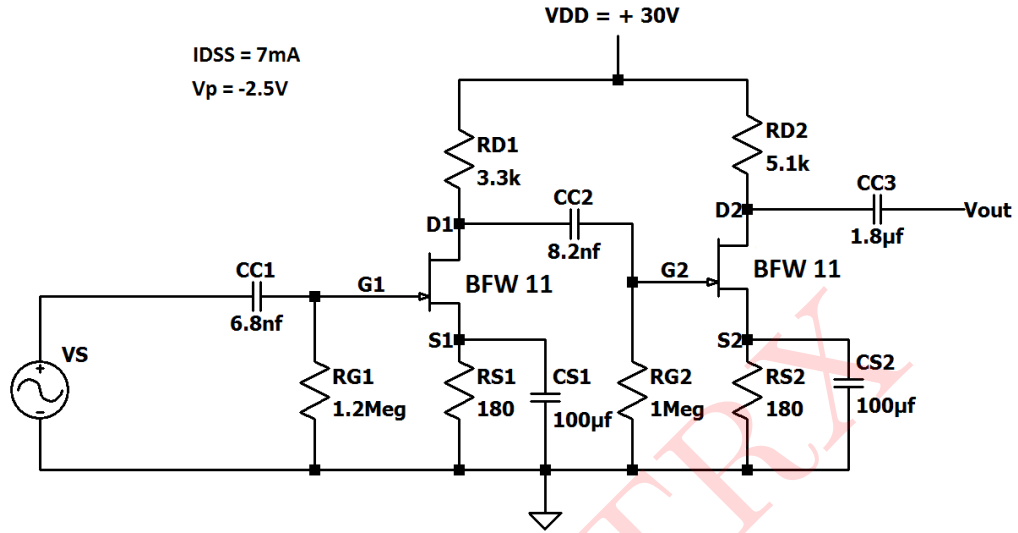 VDD = + 30V
IDSS = 7mA
Vp = -2.5V
RD1
3.3k
RD2
5.1k
CC2
8.2nf
CC3
1.8µf
Vout
D1
D2
CC1
6.8nf
G1
BFW 11
G2
BFW 11
S1
S2
VS
RG1
1.2Meg
RS1
180
CS1
100µf
RG2
1Meg
RS2
180
CS2
100µf
TRX